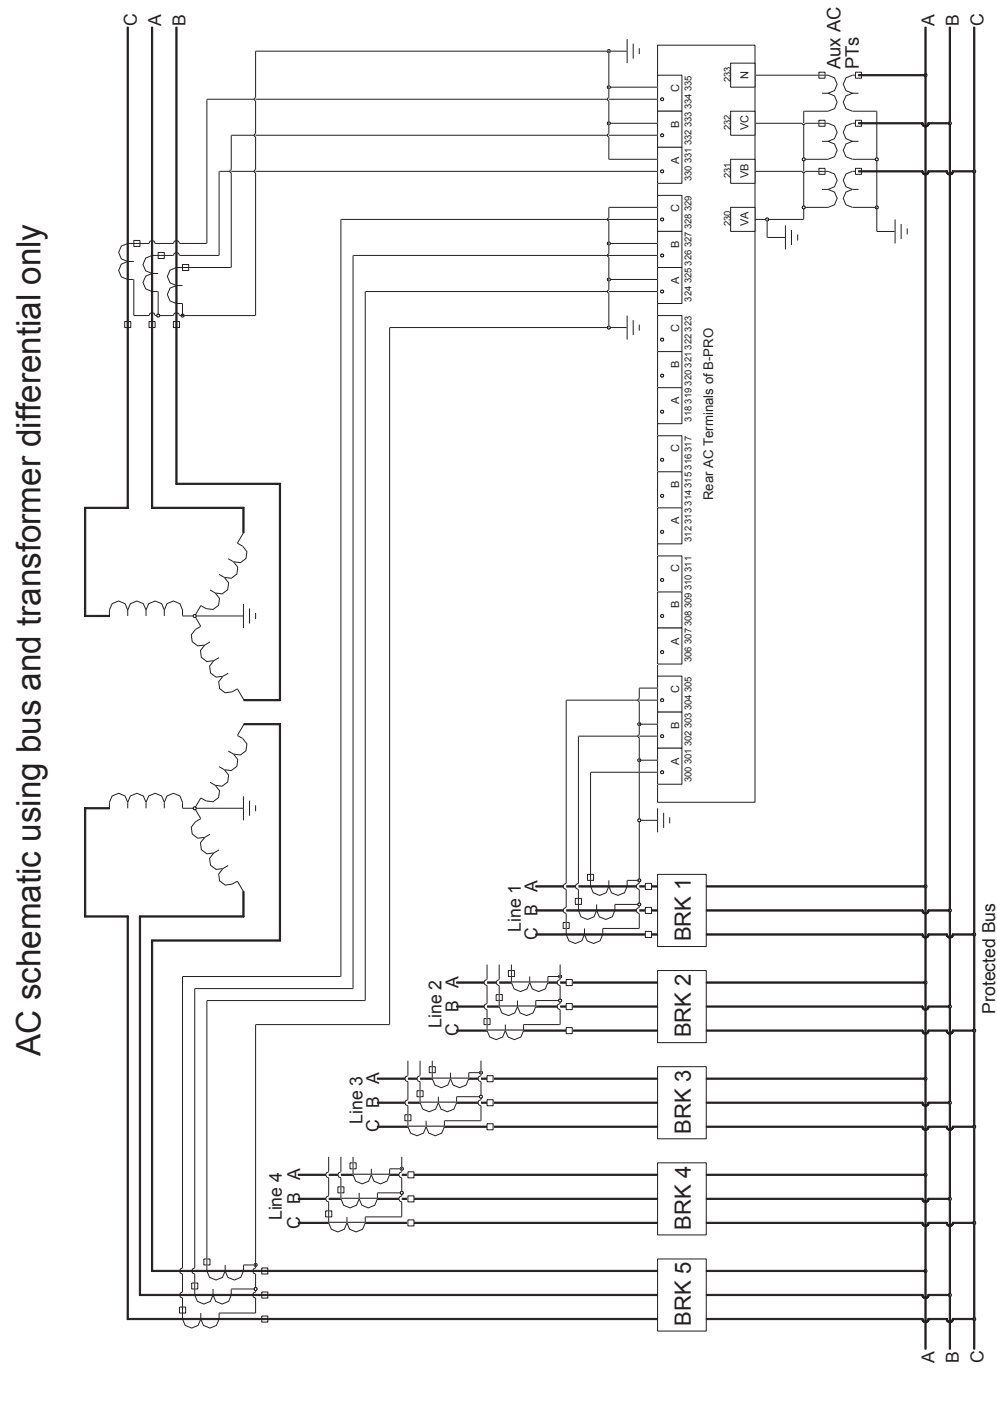 AC schematic using bus and transformer differential only
C
A
B
Aux AC
PTs
A
B
C
A
300 301
B
302 303
C
304 305
A
306 307
B
308 309
C
310 311
A
312 313
B
314 315
C
316 317
A
318 319
B
320 321
C
322 323
A
324 325
B
326 327
C
328 329
A
330 331
B
332 333
C
334 335
Rear AC Terminals of B-PRO
230
VA
231
VB
232
VC
233
N
Line 1
C B A
BRK 1
Line 2
C B A
BRK 2
Line 3
C B A
BRK 3
Line 4
C B A
BRK 4
BRK 5
Protected Bus
A
B
C